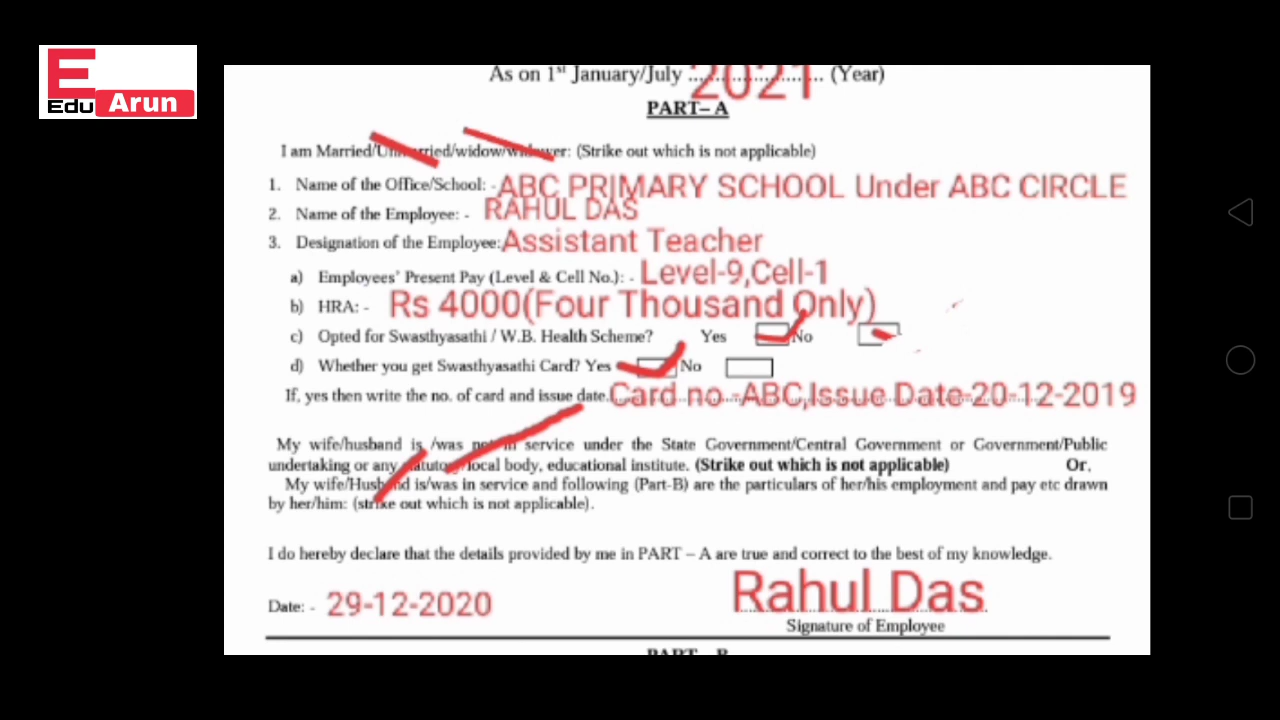 E
Edu Arun
As on 1st January/July ..2021.. (Year)
PART– A
I am Married/Unmarried/widow/widower: (Strike out which is not applicable)
1. Name of the Office/School: - ABC PRIMARY SCHOOL Under ABC CIRCLE
2. Name of the Employee: - RAHUL DAS
3. Designation of the Employee: Assistant Teacher
a) Employees' Present Pay (Level & Cell No.): - Level-9,Cell-1
b) HRA: - Rs 4000(Four Thousand Only)
c) Opted for Swasthyasathi / W.B. Health Scheme? Yes No
d) Whether you get Swasthyasathi Card? Yes No
If, yes then write the no. of card and issue date. Card no -ABC,Issue Date-20-12-2019
My wife/husband is /was not in service under the State Government/Central Government or Government/Public
undertaking or any statutory local body, educational institute. (Strike out which is not applicable) Or,
My wife/Husband is/was in service and following (Part-B) are the particulars of her/his employment and pay etc drawn
by her/him: (strike out which is not applicable).
I do hereby declare that the details provided by me in PART – A are true and correct to the best of my knowledge.
Date: - 29-12-2020
Rahul Das
Signature of Employee
PART – B